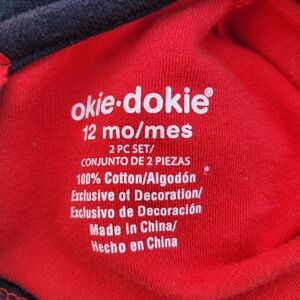 okie·dokie®
12 mo/mes
2 PC SET/
CONJUNTO DE 2 PIEZAS
100% Cotton/Algodón
Exclusive of Decoration/
Exclusivo de Decoración
Made in China/
Hecho en China